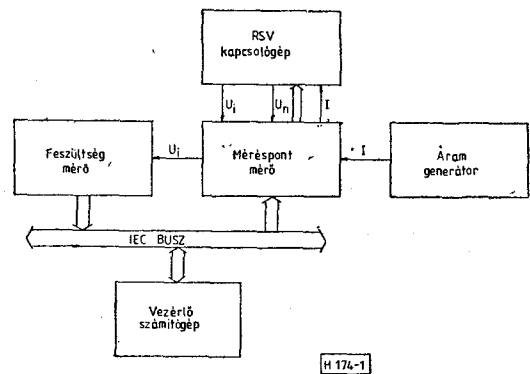 RSV
kapcsológép
Ui
Un
I
Feszültség
mérő
Ui
Méréspont
mérő
I
Áram
generátor
IEC BUSZ
Vezérlő
számítógép
H 174-1